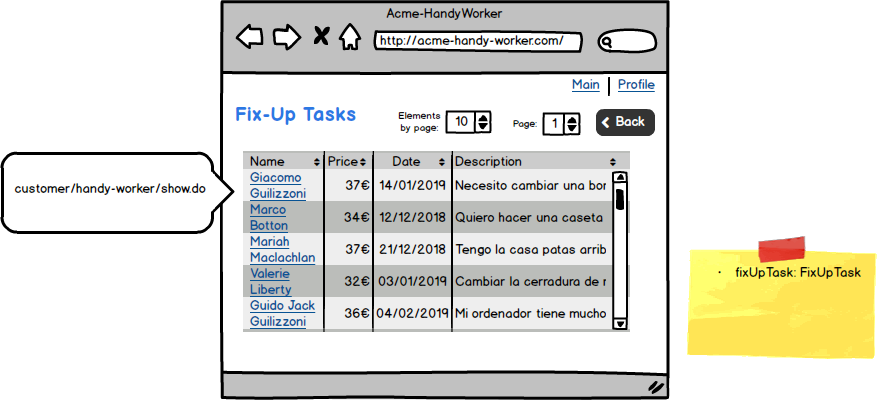 Acme-HandyWorker
http://acme-handy-worker.com/
Main Profile
Fix-Up Tasks
Elements
by page:
10
Page:
1
Back
Name Price Date Description
Giacomo
Guilizzoni
37€ 14/01/2019 Necesito cambiar una bor
Marco
Botton
34€ 12/12/2018 Quiero hacer una caseta
Mariah
Maclachlan
37€ 21/12/2018 Tengo la casa patas arrib
Valerie
Liberty
32€ 03/01/2019 Cambiar la cerradura de
Guido Jack
Guilizzoni
36€ 04/02/2019 Mi ordenador tiene mucho
customer/handy-worker/show.do
• fixUpTask: FixUpTask